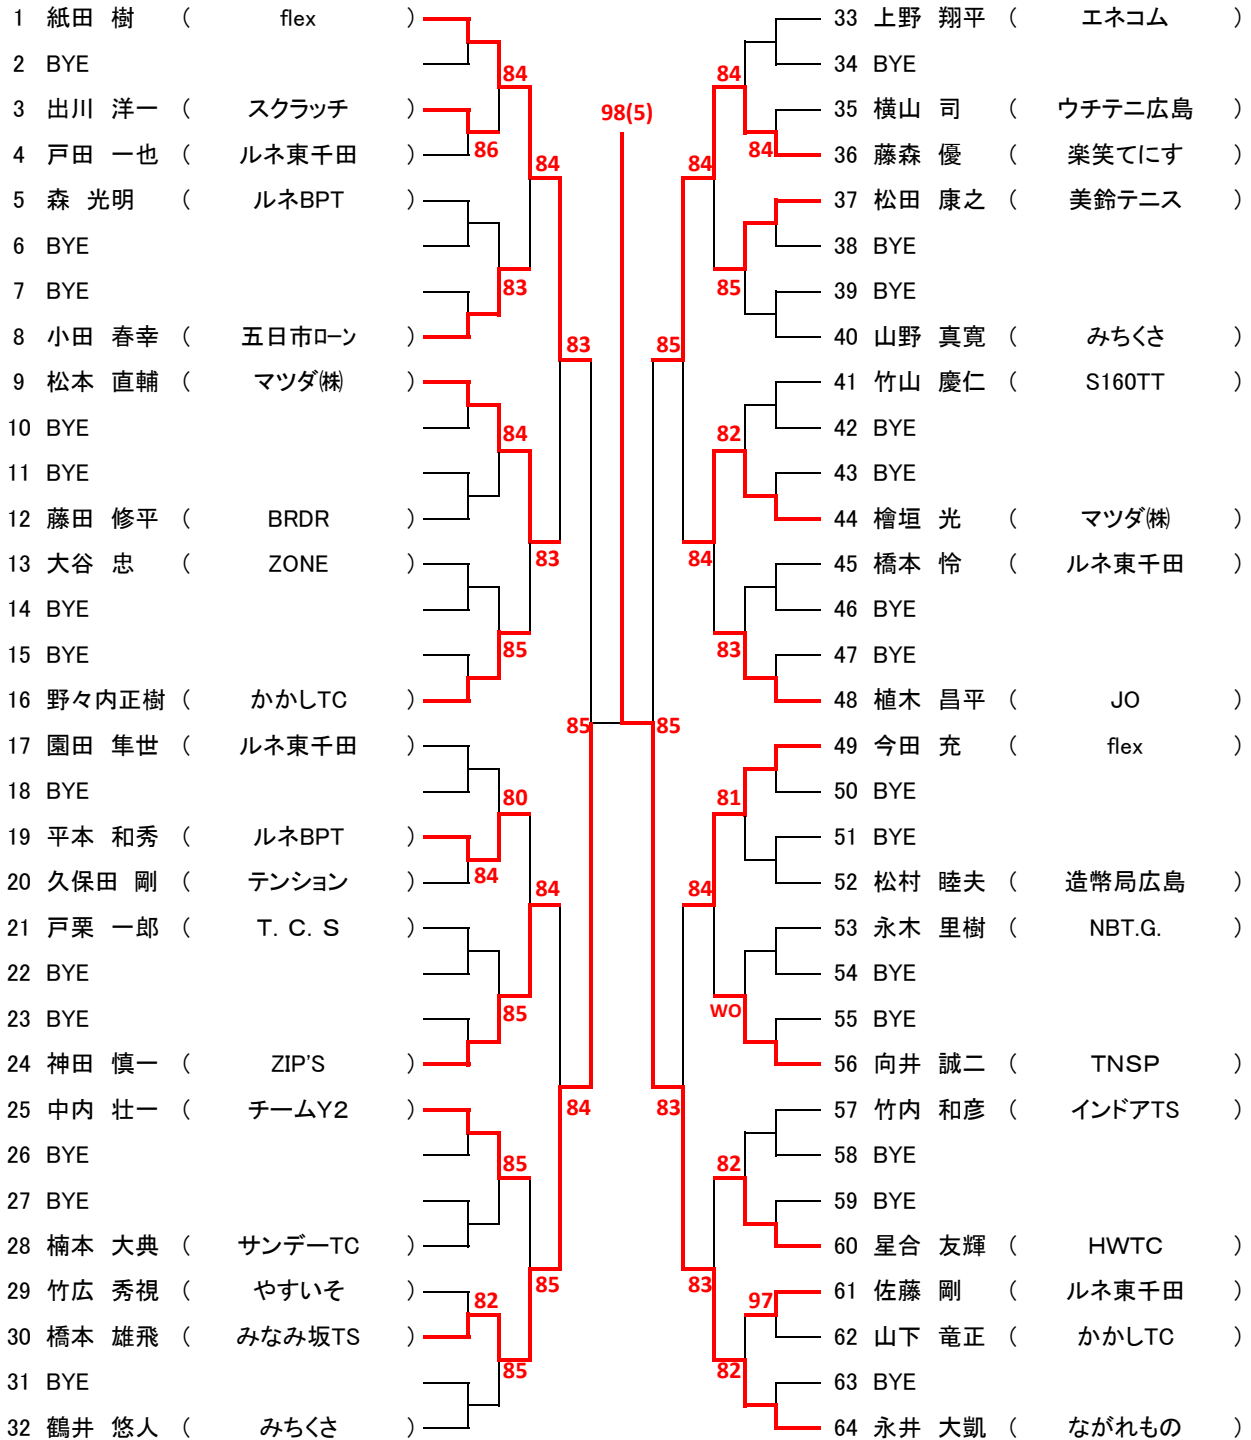 1 紙田 樹 ( flex )
2 BYE
84
3 出川 洋一 ( スクラッチ )
4 戸田 一也 ( ルネ東千田 )
86
84
5 森 光明 ( ルネBPT )
6 BYE
7 BYE
83
8 小田 春幸 ( 五日市ローン )
83
9 松本 直輔 ( マツダ㈱ )
10 BYE
84
11 BYE
12 藤田 修平 ( BRDR )
83
13 大谷 忠 ( ZONE )
14 BYE
15 BYE
85
16 野々内正樹 ( かかしTC )
85
17 園田 隼世 ( ルネ東千田 )
18 BYE
80
19 平本 和秀 ( ルネBPT )
84
20 久保田 剛 ( テンション )
84
21 戸栗 一郎 ( T.C.S )
22 BYE
23 BYE
85
24 神田 慎一 ( ZIP'S )
25 中内 壮一 ( チームY2 )
84
26 BYE
85
27 BYE
28 楠本 大典 ( サンデーTC )
29 竹広 秀視 ( やすいそ )
85
82
30 橋本 雄飛 ( みなみ坂TS )
85
31 BYE
32 鶴井 悠人 ( みちくさ )
98(5)
33 上野 翔平 ( エネコム )
34 BYE
84
35 横山 司 ( ウチテニ広島 )
84
36 藤森 優 ( 楽笑てにす )
84
37 松田 康之 ( 美鈴テニス )
38 BYE
85
39 BYE
40 山野 真寛 ( みちくさ )
85
41 竹山 慶仁 ( S160TT )
42 BYE
82
43 BYE
44 檜垣 光 ( マツダ㈱ )
84
45 橋本 怜 ( ルネ東千田 )
46 BYE
83
47 BYE
48 植木 昌平 ( JO )
85
49 今田 充 ( flex )
50 BYE
81
51 BYE
52 松村 睦夫 ( 造幣局広島 )
84
53 永木 里樹 ( NBT.G. )
54 BYE
WO
55 BYE
56 向井 誠二 ( TNSP )
83
57 竹内 和彦 ( インドアTS )
58 BYE
82
59 BYE
60 星合 友輝 ( HWTC )
83
61 佐藤 剛 ( ルネ東千田 )
97
62 山下 竜正 ( かかしTC )
82
63 BYE
64 永井 大凱 ( ながれもの )